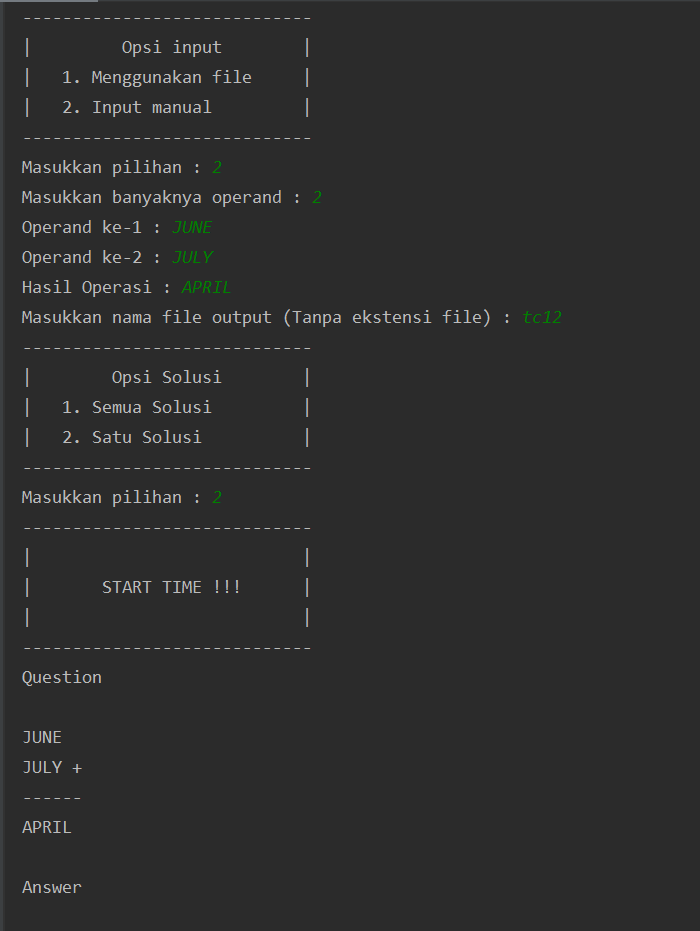 -----------------------------
|         Opsi input        |
|   1. Menggunakan file     |
|   2. Input manual         |
-----------------------------
Masukkan pilihan : 2
Masukkan banyaknya operand : 2
Operand ke-1 : JUNE
Operand ke-2 : JULY
Hasil Operasi : APRIL
Masukkan nama file output (Tanpa ekstensi file) : tc12
-----------------------------
|        Opsi Solusi        |
|   1. Semua Solusi         |
|   2. Satu Solusi          |
-----------------------------
Masukkan pilihan : 2
-----------------------------
|                           |
|       START TIME !!!      |
|                           |
-----------------------------
Question
JUNE
JULY +
------
APRIL
Answer